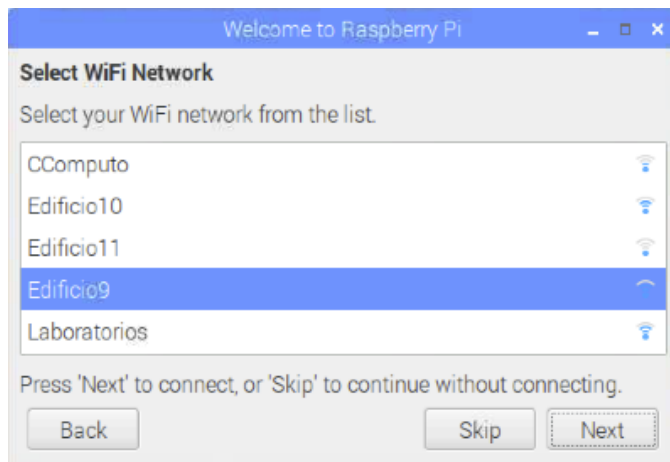 Welcome to Raspberry Pi
Select WiFi Network
Select your WiFi network from the list.
CComputo
Edificio10
Edificio11
Edificio9
Laboratorios
Press 'Next' to connect, or 'Skip' to continue without connecting.
Back Skip Next